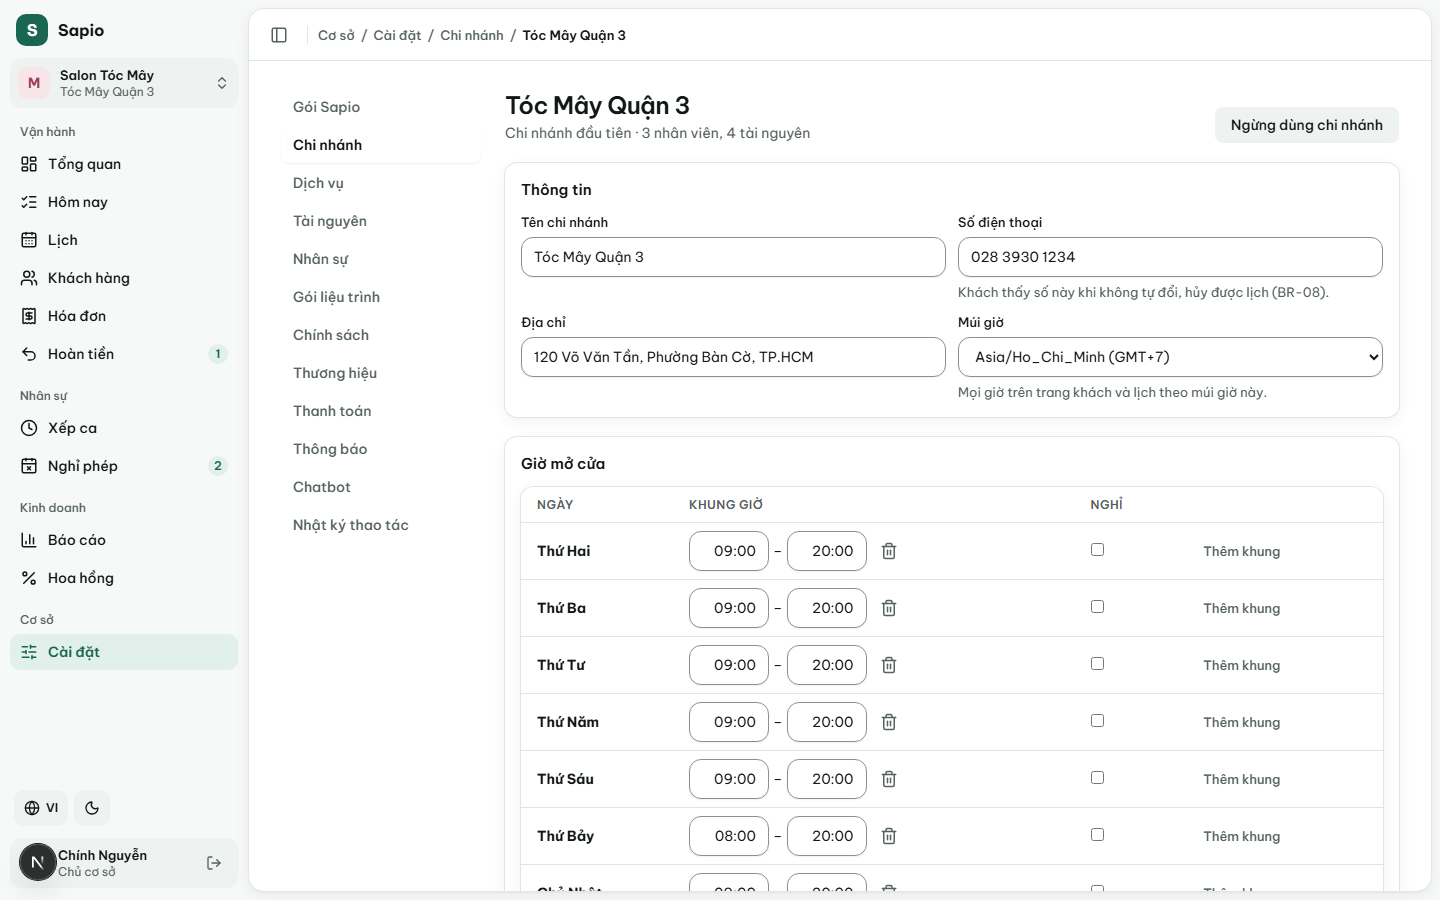 S Sapio
M Salon Tóc Mây
Tóc Mây Quận 3
Vận hành
Tổng quan
Hôm nay
Lịch
Khách hàng
Hóa đơn
Hoàn tiền 1
Nhân sự
Xếp ca
Nghỉ phép 2
Kinh doanh
Báo cáo
Hoa hồng
Cơ sở
Cài đặt
VI
N Chính Nguyễn
Chủ cơ sở
Cơ sở / Cài đặt / Chi nhánh / Tóc Mây Quận 3
Gói Sapio
Chi nhánh
Dịch vụ
Tài nguyên
Nhân sự
Gói liệu trình
Chính sách
Thương hiệu
Thanh toán
Thông báo
Chatbot
Nhật ký thao tác
Tóc Mây Quận 3
Chi nhánh đầu tiên · 3 nhân viên, 4 tài nguyên
Ngừng dùng chi nhánh
Thông tin
Tên chi nhánh
Tóc Mây Quận 3
Số điện thoại
028 3930 1234
Khách thấy số này khi không tự đổi, hủy được lịch (BR-08).
Địa chỉ
120 Võ Văn Tần, Phường Bàn Cờ, TP.HCM
Múi giờ
Asia/Ho_Chi_Minh (GMT+7)
Mọi giờ trên trang khách và lịch theo múi giờ này.
Giờ mở cửa
NGÀY KHUNG GIỜ NGHỈ
Thứ Hai 09:00 – 20:00 Thêm khung
Thứ Ba 09:00 – 20:00 Thêm khung
Thứ Tư 09:00 – 20:00 Thêm khung
Thứ Năm 09:00 – 20:00 Thêm khung
Thứ Sáu 09:00 – 20:00 Thêm khung
Thứ Bảy 08:00 – 20:00 Thêm khung